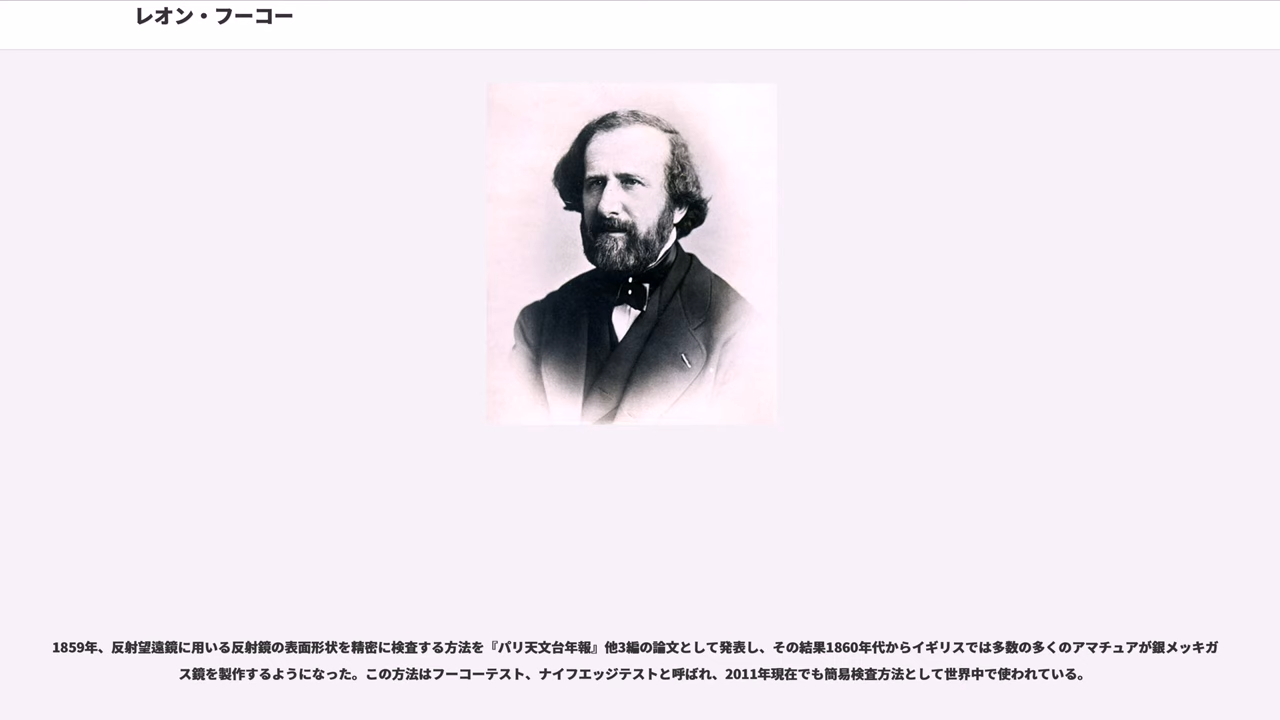 レオン・フーコー
1859年、反射望遠鏡に用いる反射鏡の表面形状を精密に検査する方法を『パリ天文台年報』他3編の論文として発表し、その結果1860年代からイギリスでは多数の多くのアマチュアが銀メッキガ
ス鏡を製作するようになった。この方法はフーコーテスト、ナイフエッジテストと呼ばれ、2011年現在でも簡易検査方法として世界中で使われている。